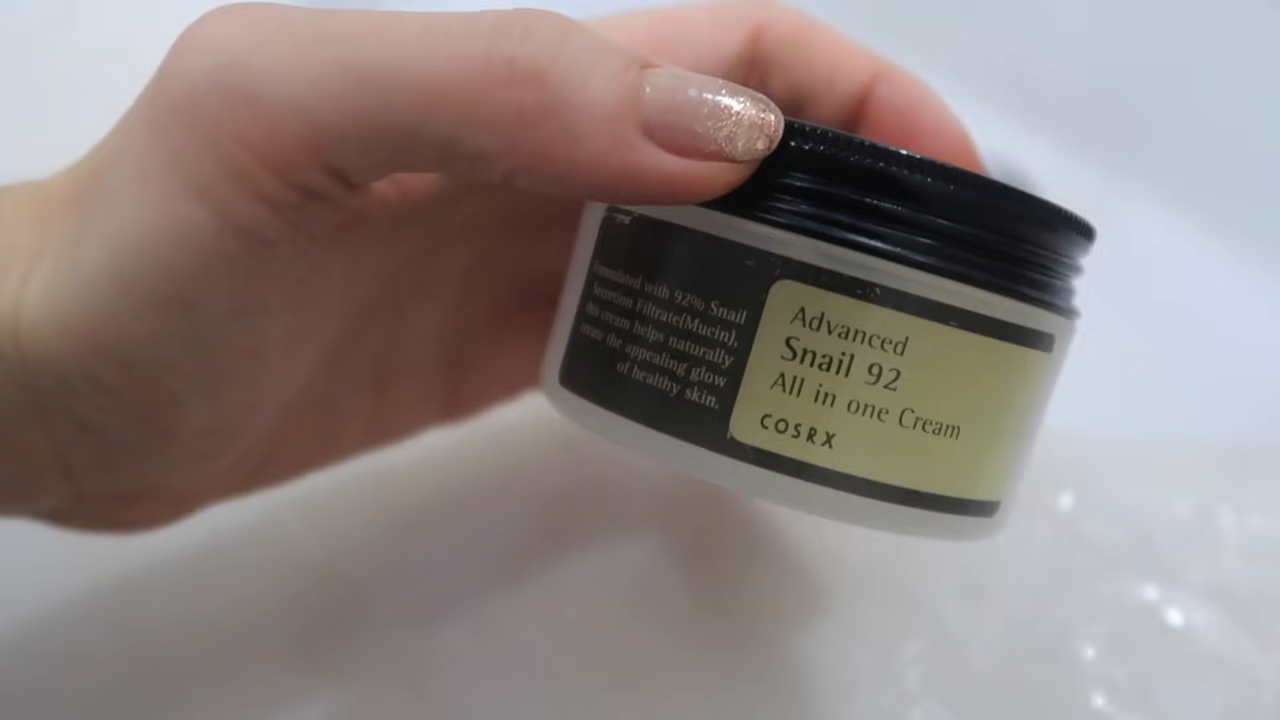 Formulated with 92% Snail
Secretion Filtrate(Mucin),
this cream helps naturally
create the appealing glow
of healthy skin.
Advanced
Snail 92
All in one Cream
COSRX